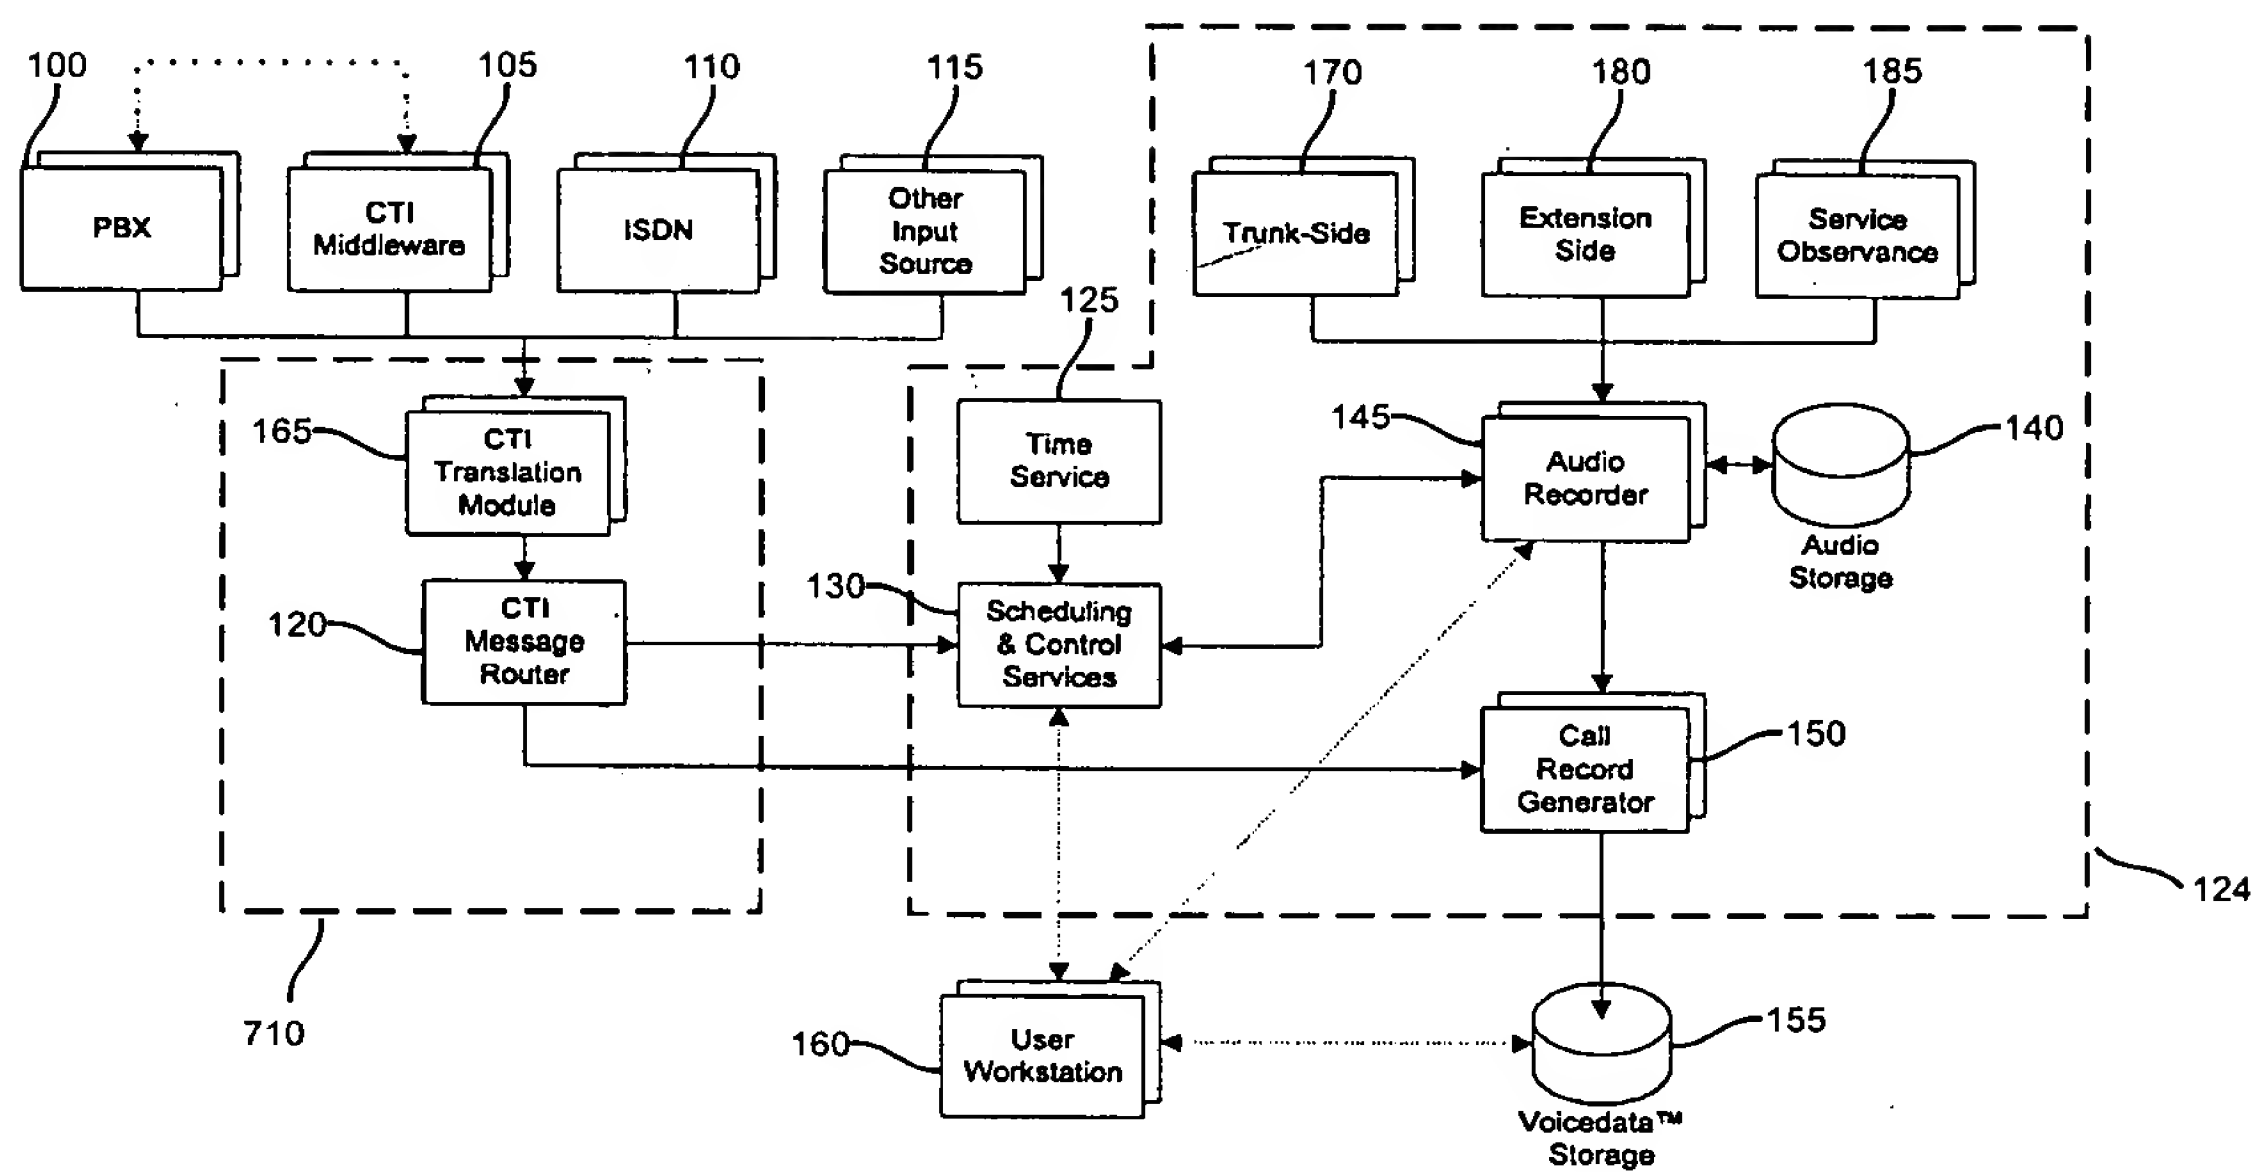 100
105
110
115
170
180
185
PBX
CTI
Middleware
ISDN
Other
Input
Source
Trunk-Side
Extension
Side
Service
Observance
125
165
CTI
Translation
Module
Time
Service
145
Audio
Recorder
140
Audio
Storage
120
CTI
Message
Router
130
Scheduling
& Control
Services
Call
Record
Generator
150
124
710
160
User
Workstation
155
Voicedata™
Storage